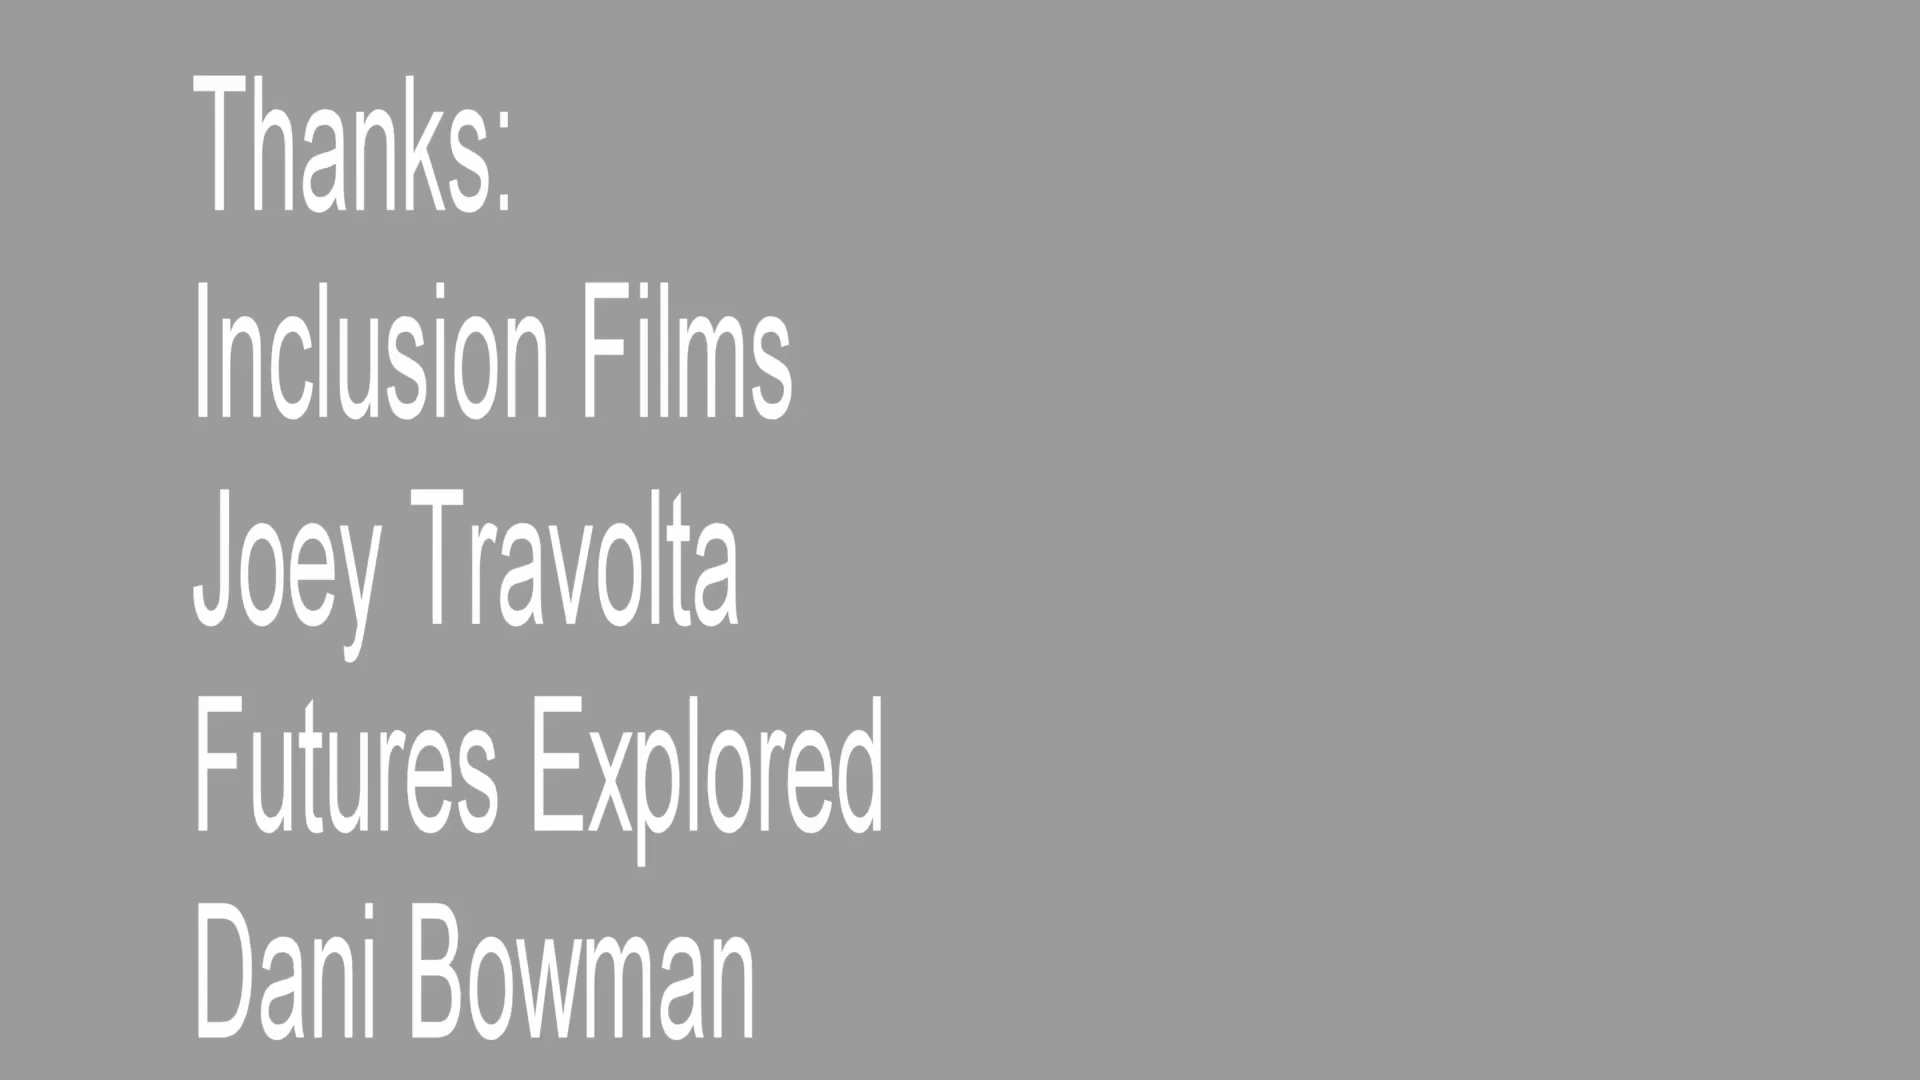 Thanks:
Inclusion Films
Joey Travolta
Futures Explored
Dani Bowman